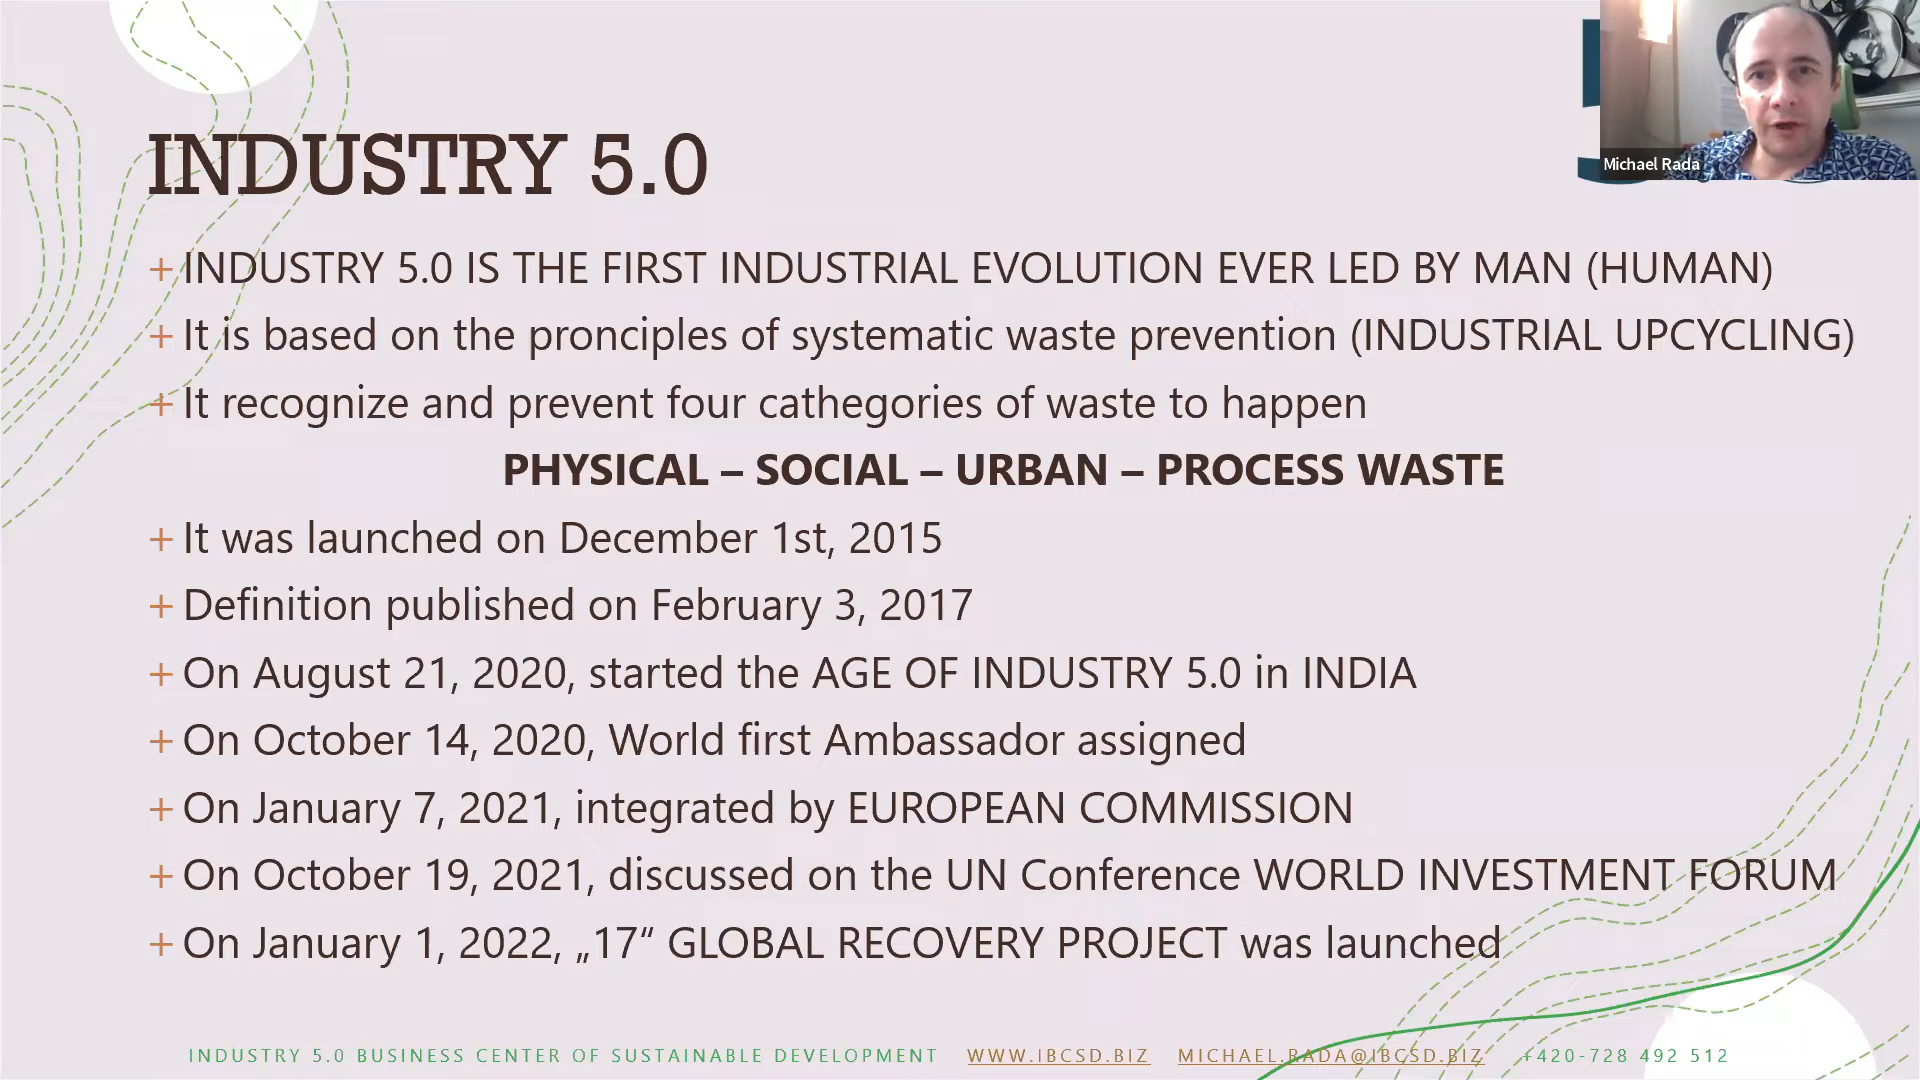 Michael Rada
INDUSTRY 5.0
+ INDUSTRY 5.0 IS THE FIRST INDUSTRIAL EVOLUTION EVER LED BY MAN (HUMAN)
+ It is based on the pronciples of systematic waste prevention (INDUSTRIAL UPCYCLING)
+ It recognize and prevent four cathegories of waste to happen
PHYSICAL – SOCIAL – URBAN – PROCESS WASTE
+ It was launched on December 1st, 2015
+ Definition published on February 3, 2017
+ On August 21, 2020, started the AGE OF INDUSTRY 5.0 in INDIA
+ On October 14, 2020, World first Ambassador assigned
+ On January 7, 2021, integrated by EUROPEAN COMMISSION
+ On October 19, 2021, discussed on the UN Conference WORLD INVESTMENT FORUM
+ On January 1, 2022, „17“ GLOBAL RECOVERY PROJECT was launched
INDUSTRY 5.0 BUSINESS CENTER OF SUSTAINABLE DEVELOPMENT WWW.IBCSD.BIZ MICHAEL.RADA@IBCSD.BIZ +420-728 492 512